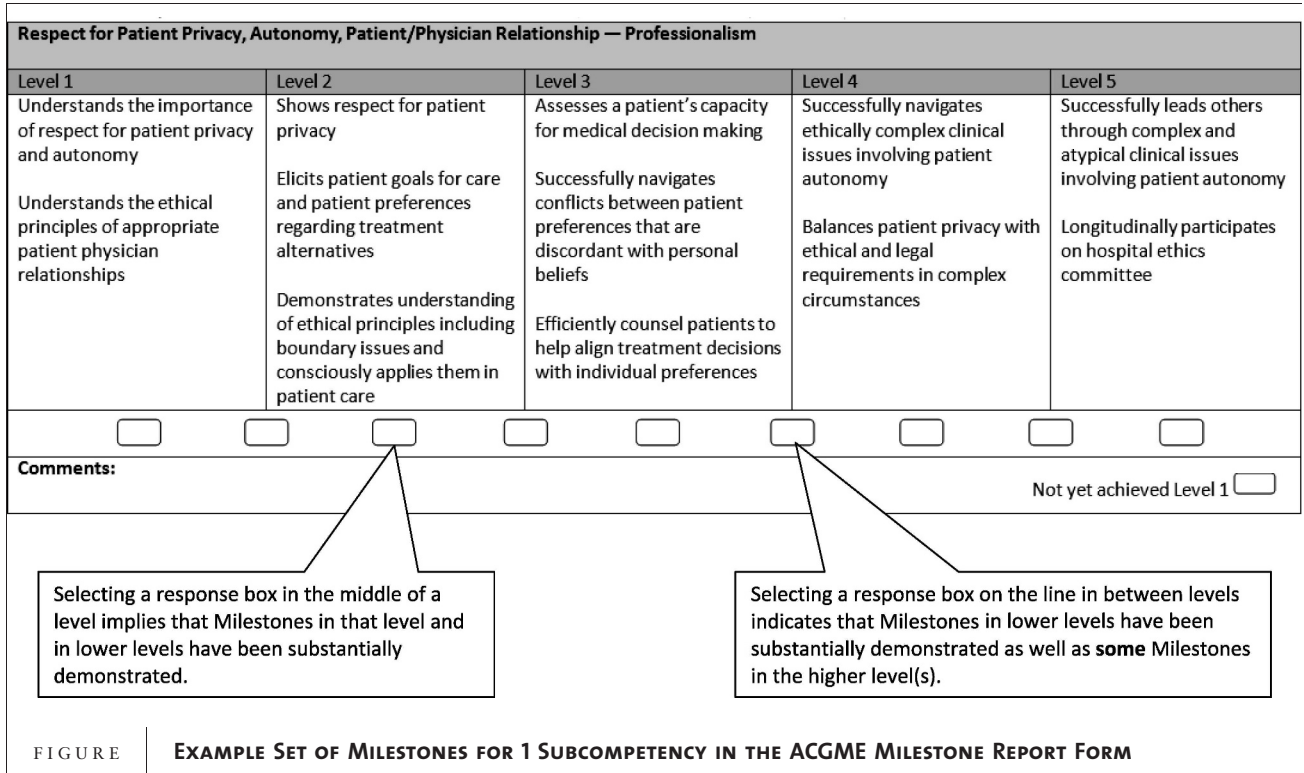 Respect for Patient Privacy, Autonomy, Patient/Physician Relationship — Professionalism
Level 1
Understands the importance
of respect for patient privacy
and autonomy
Understands the ethical
principles of appropriate
patient physician
relationships
Level 2
Shows respect for patient
privacy
Elicits patient goals for care
and patient preferences
regarding treatment
alternatives
Demonstrates understanding
of ethical principles including
boundary issues and
consciously applies them in
patient care
Level 3
Assesses a patient's capacity
for medical decision making
Successfully navigates
conflicts between patient
preferences that are
discordant with personal
beliefs
Efficiently counsel patients to
help align treatment decisions
with individual preferences
Level 4
Successfully navigates
ethically complex clinical
issues involving patient
autonomy
Balances patient privacy with
ethical and legal
requirements in complex
circumstances
Level 5
Successfully leads others
through complex and
atypical clinical issues
involving patient autonomy
Longitudinally participates
on hospital ethics
committee
Comments:
Not yet achieved Level 1
Selecting a response box in the middle of a
level implies that Milestones in that level and
in lower levels have been substantially
demonstrated.
Selecting a response box on the line in between levels
indicates that Milestones in lower levels have been
substantially demonstrated as well as some Milestones
in the higher level(s).
FIGURE EXAMPLE SET OF MILESTONES FOR 1 SUBCOMPETENCY IN THE ACGME MILESTONE REPORT FORM